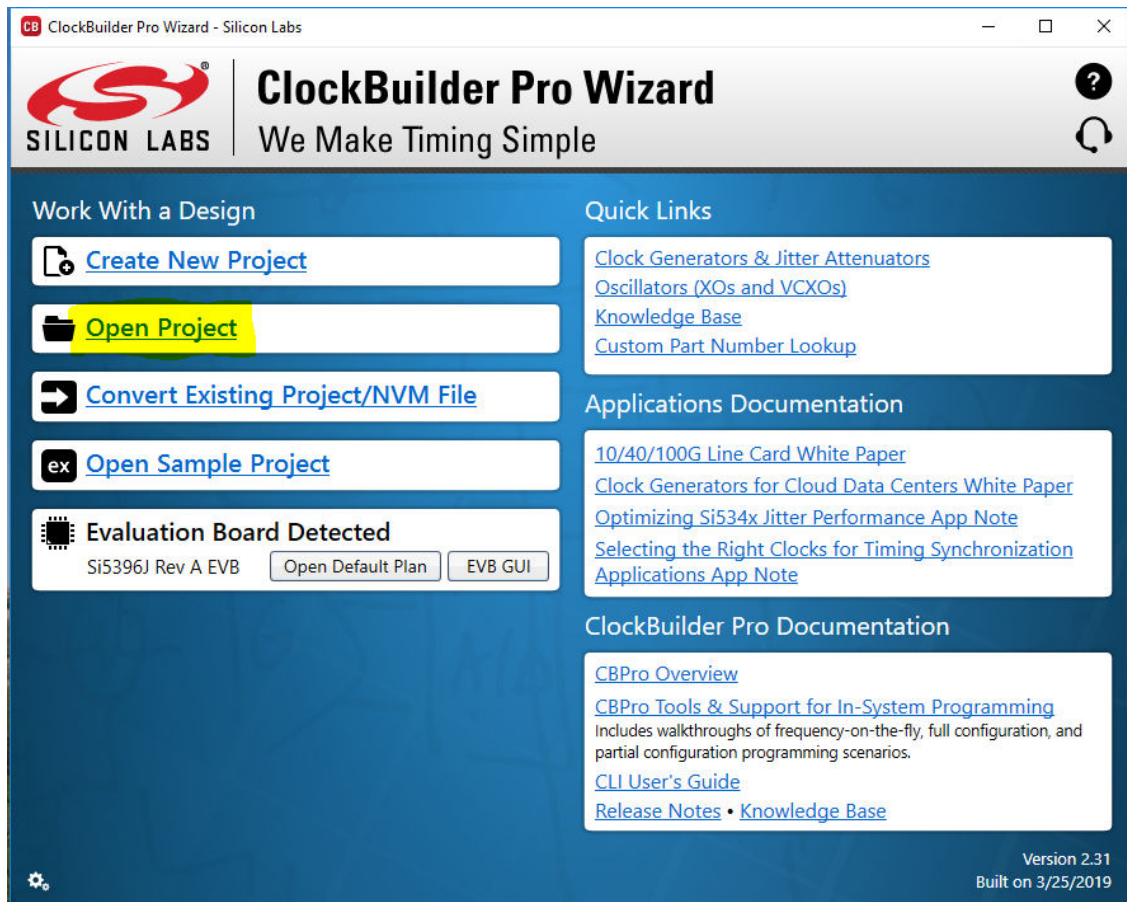 CB ClockBuilder Pro Wizard - Silicon Labs
SILICON LABS
ClockBuilder Pro Wizard
We Make Timing Simple
?
Work With a Design
Create New Project
Open Project
Convert Existing Project/NVM File
ex Open Sample Project
Evaluation Board Detected
Si5396J Rev A EVB Open Default Plan EVB GUI
Quick Links
Clock Generators & Jitter Attenuators
Oscillators (XOs and VCXOs)
Knowledge Base
Custom Part Number Lookup
Applications Documentation
10/40/100G Line Card White Paper
Clock Generators for Cloud Data Centers White Paper
Optimizing Si534x Jitter Performance App Note
Selecting the Right Clocks for Timing Synchronization
Applications App Note
ClockBuilder Pro Documentation
CBPro Overview
CBPro Tools & Support for In-System Programming
Includes walkthroughs of frequency-on-the-fly, full configuration, and
partial configuration programming scenarios.
CLI User's Guide
Release Notes • Knowledge Base
Version 2.31
Built on 3/25/2019